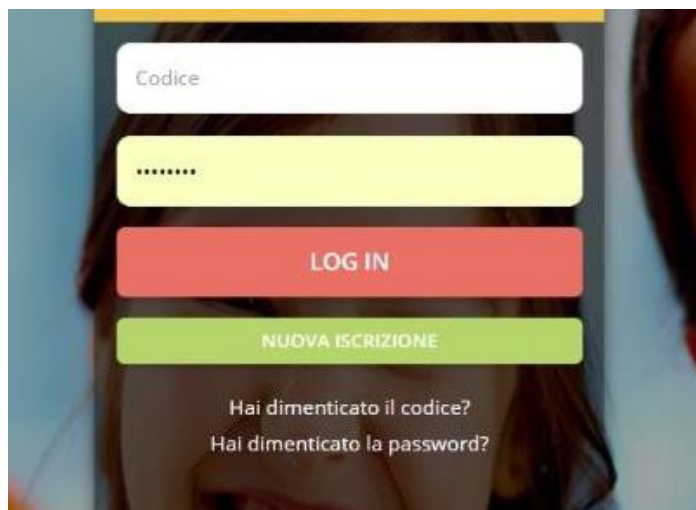 Codice
••••••••
LOG IN
NUOVA ISCRIZIONE
Hai dimenticato il codice?
Hai dimenticato la password?